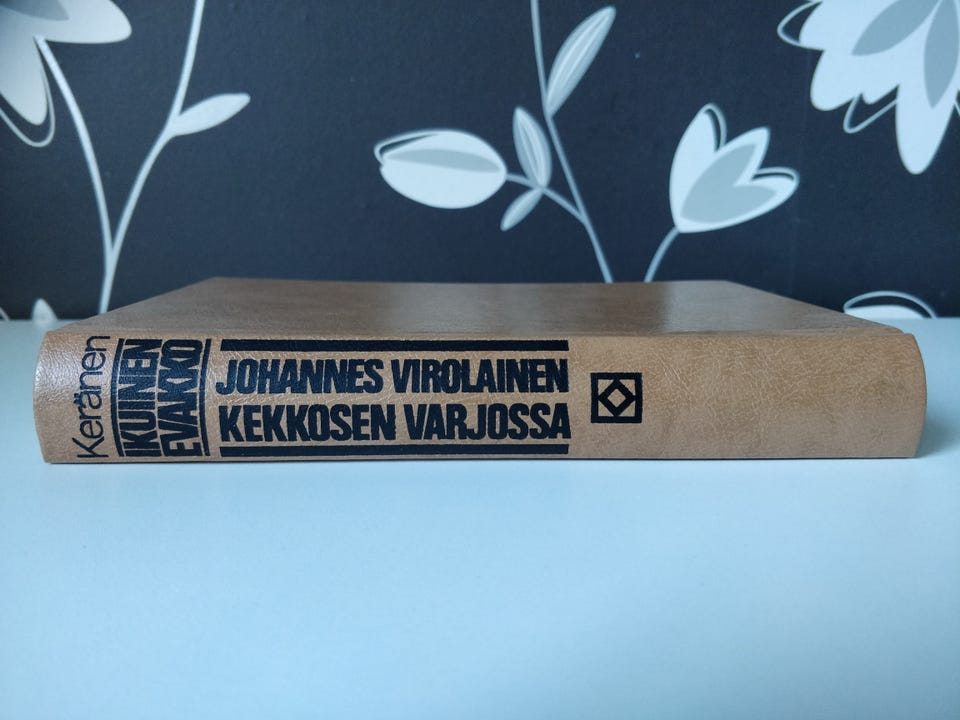 Keränen
IKUINEN
EVAKKO
JOHANNES VIROLAINEN
KEKKOSEN VARJOSSA